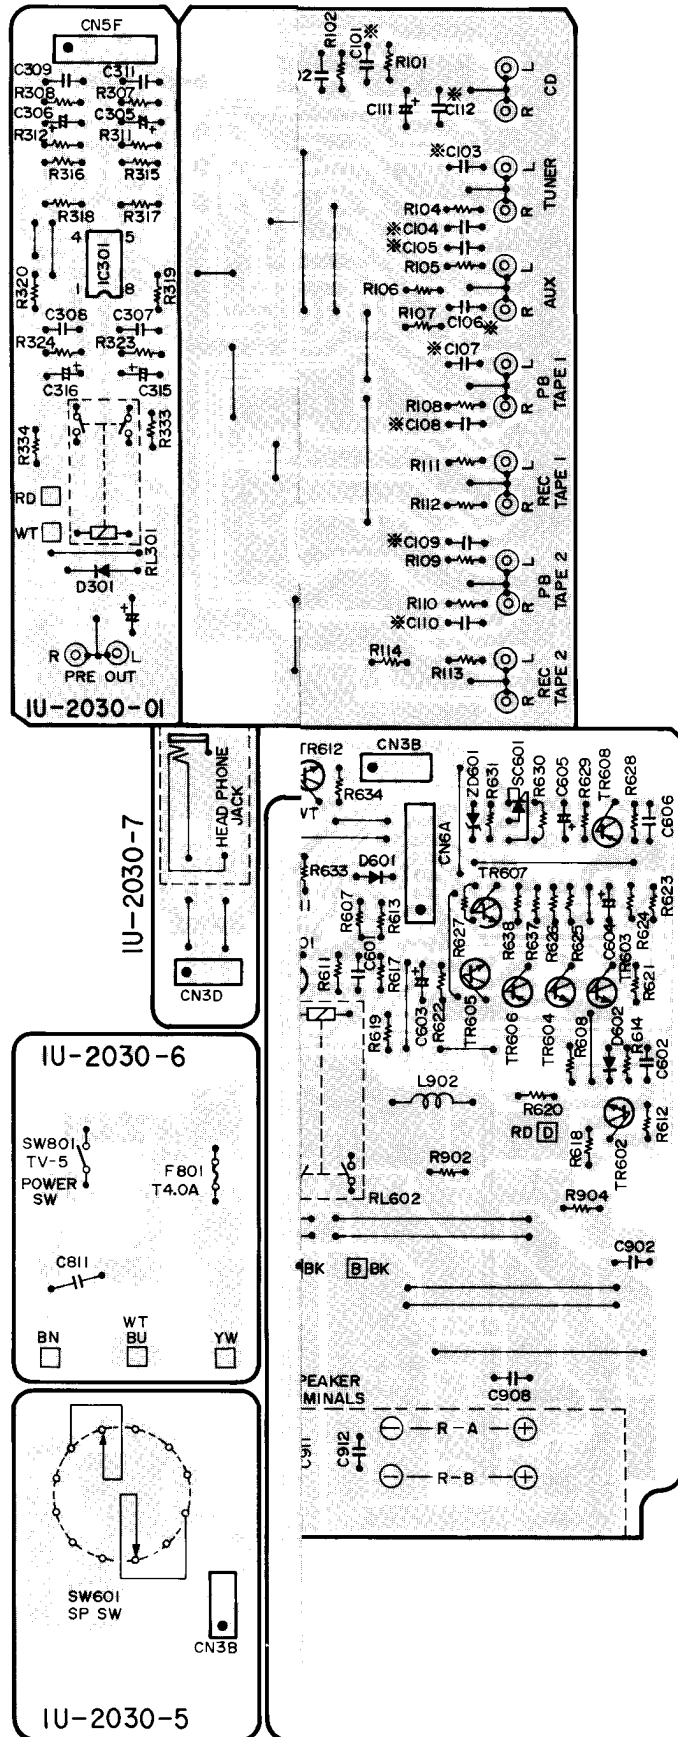 CN5F
C309
C311
R308
R307
C306
C305
R312
R311
R316
R315
R318
R317
4
5
IC301
1
8
R320
R319
C308
C307
R324
R323
C316
C315
R334
R333
RD
WT
RL301
D301
R
L
PRE OUT
1U-2030-01
R102
C101
※
R101
C111
※
C112
L
CD
R
※C103
L
TUNER
R
R104
※C104
※C105
R105
L
AUX
R
R106
R107
C106※
※C107
L
PB
TAPE 1
R
R108
※C108
R111
L
REC
TAPE 1
R
R112
※C109
R109
L
PB
TAPE 2
R
R110
※C110
R114
R113
L
REC
TAPE 2
R
HEAD PHONE
JACK
1U-2030-7
CN3D
TR612
CN3B
R634
WT
CN6A
ZD601
R631
SC601
R630
C605
R629
TR608
R628
C606
D601
R633
TR607
R607
R613
R627
R638
R637
R626
R625
C604
TR603
R624
R623
R611
C601
R617
C603
R622
TR605
TR606
TR604
R608
D602
R621
R619
R614
C602
L902
R620
RD D
R618
TR602
R612
R902
R904
RL602
C902
BK
B BK
C908
C912
R-A
R-B
1U-2030-6
SW801
TV-5
POWER
SW
F801
T4.0A
C811
BN
WT
BU
YW
SW601
SP SW
CN3B
1U-2030-5